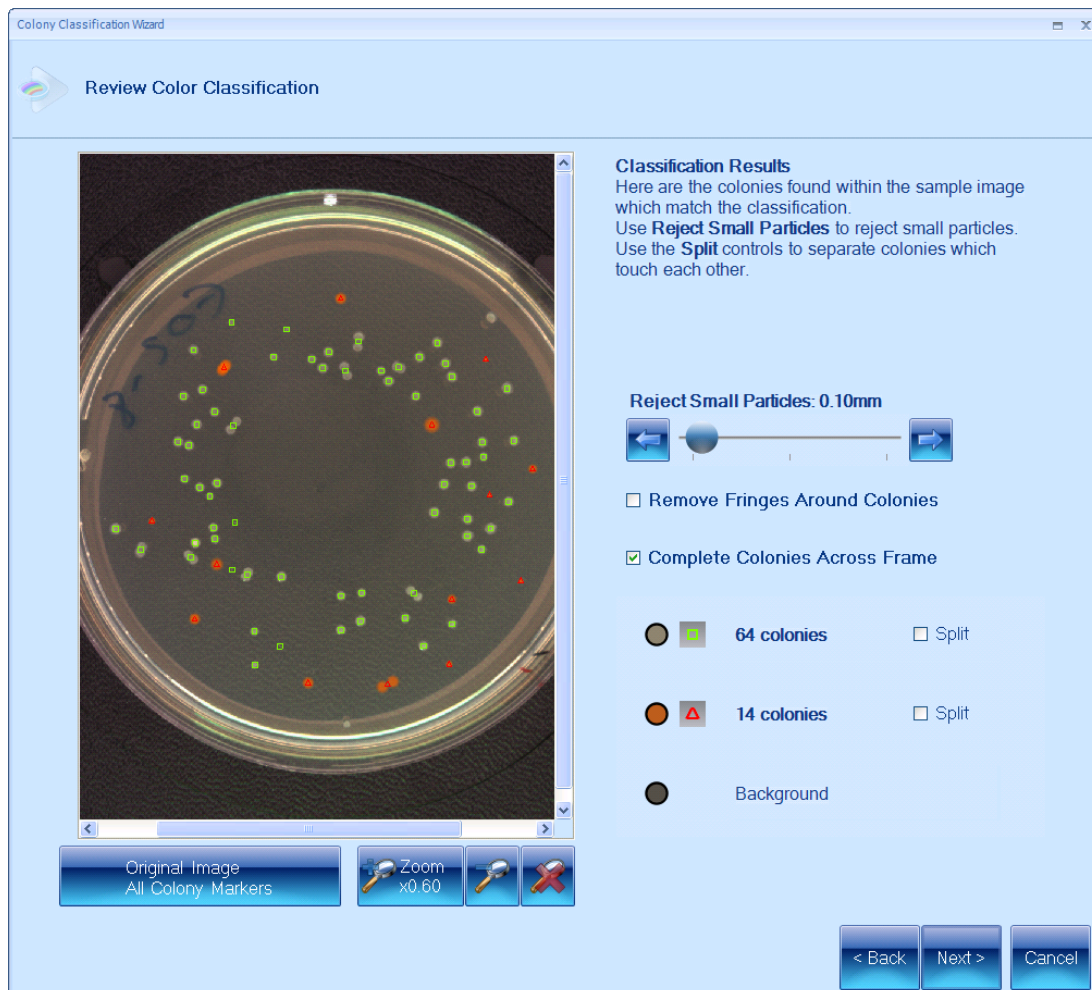 Colony Classification Wizard
Review Color Classification
Classification Results
Here are the colonies found within the sample image
which match the classification.
Use Reject Small Particles to reject small particles.
Use the Split controls to separate colonies which
touch each other.
Reject Small Particles: 0.10mm
Remove Fringes Around Colonies
Complete Colonies Across Frame
64 colonies
Split
14 colonies
Split
Background
Original Image
All Colony Markers
Zoom
x0.60
< Back
Next >
Cancel